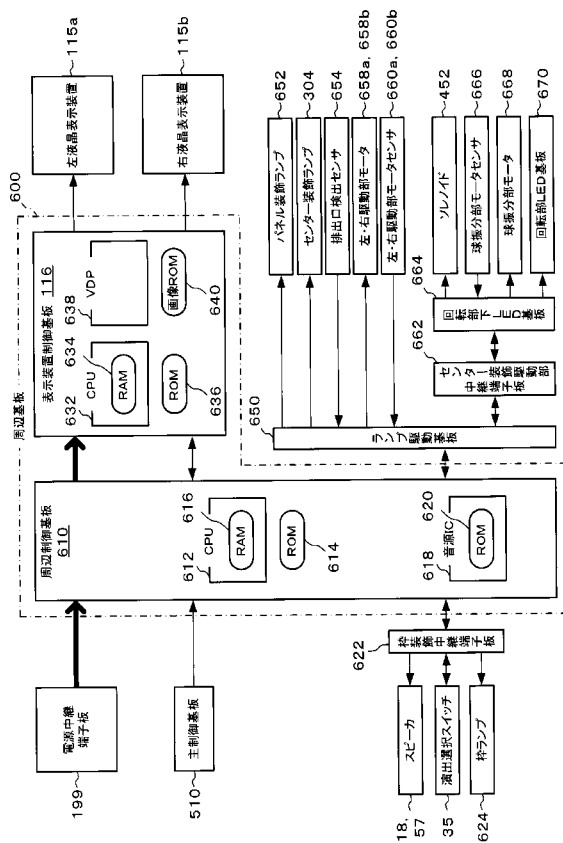 周辺基板
600
電源中継
端子板
199
主制御基板
510
周辺制御基板
610
612
CPU
616
RAM
ROM
614
618
音源IC
620
ROM
表示装置制御基板 116
632
CPU
634
RAM
ROM
636
638
VDP
画像ROM
640
左液晶表示装置
115a
右液晶表示装置
115b
622
枠装飾中継端子板
スピーカ
18,
57
演出選択スイッチ
35
枠ランプ
624
650
ランプ駆動基板
パネル装飾ランプ
652
センター装飾ランプ
304
排出口検出センサ
654
左・右駆動部モータ
658a, 658b
左・右駆動部モータセンサ
660a, 660b
662
センター装飾駆動部
中継端子板
664
回転部下LED基板
ソレノイド
452
球振分部モータセンサ
666
球振分部モータ
668
回転部LED基板
670